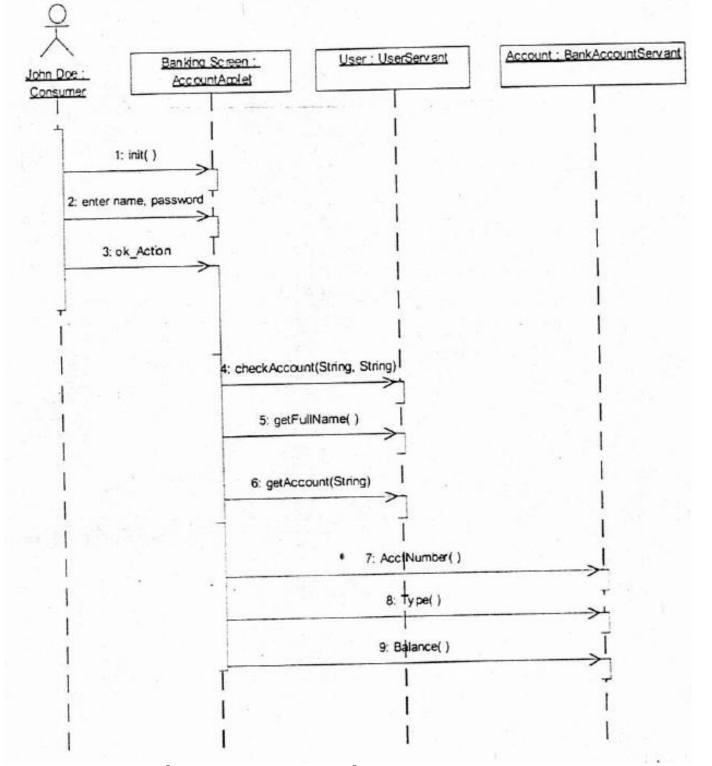 John Doe :
Consumer
Banking Screen :
AccountApplet
User : UserServant
Account : BankAccountServant
1: init( )
2: enter name, password
3: ok_Action
4: checkAccount(String, String)
5: getFullName( )
6: getAccount(String)
7: AcctNumber( )
8: Type( )
9: Balance( )